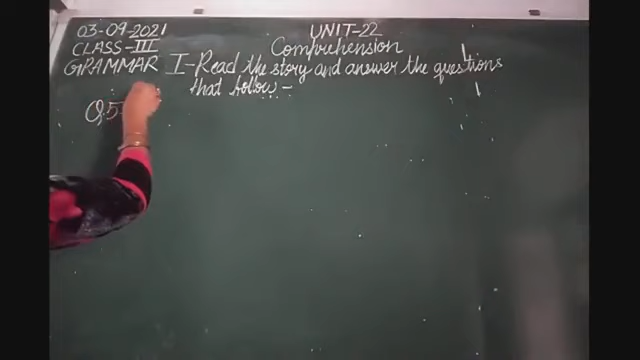 03-09-2021
UNIT-22
CLASS-III
Comprehension
GRAMMAR
I-Read the story and answer the questions
that follow-
Q.5